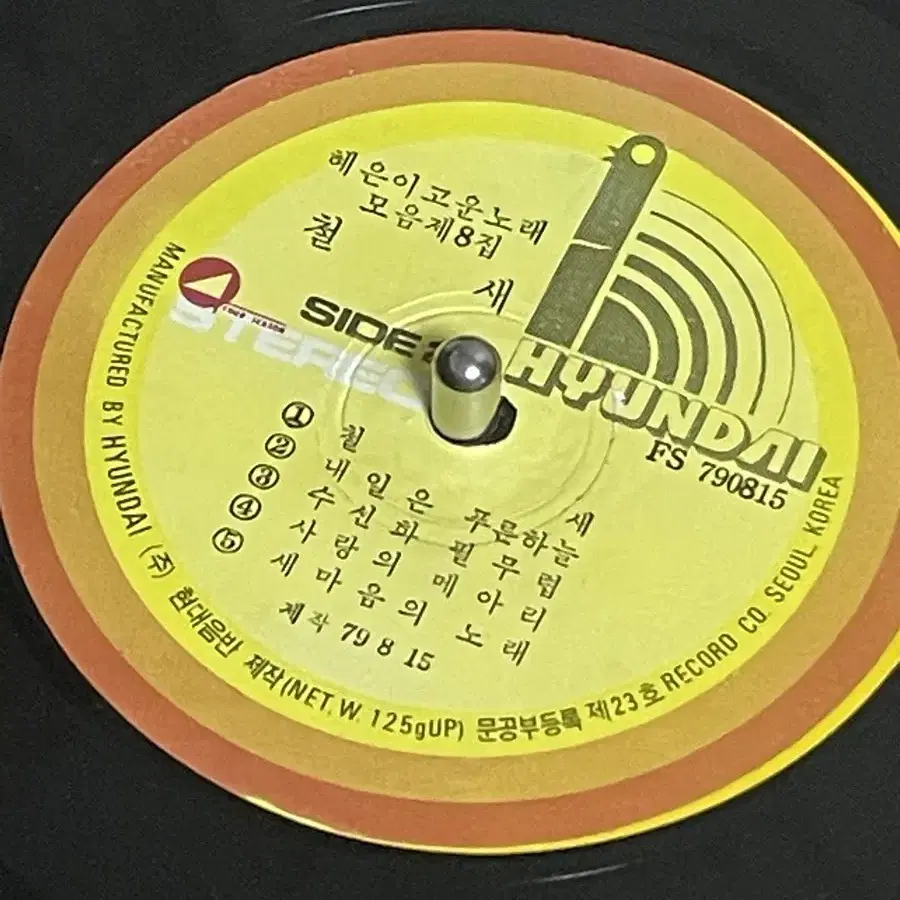 혜은이고운노래
모음제8집
철 새
FOUR SEASON
STEREO
SIDE 2
HYUNDAI
FS 790815
① 철 새
② 내일은 푸른하늘
③ 수선화 필무렵
④ 사랑의 메아리
⑤ 새마음의 노래
제작 79 8 15
MANUFACTURED BY HYUNDAI (주) 현대음반 제작(NET. W. 125gUP) 문공부등록 제23호 RECORD CO. SEOUL KOREA